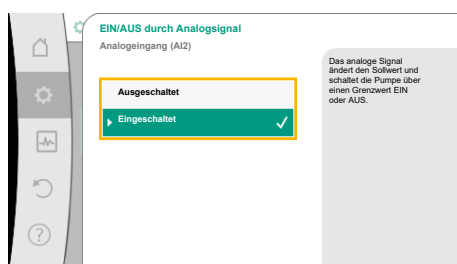 EIN/AUS durch Analogsignal
Analogeingang (AI2)
Ausgeschaltet
Eingeschaltet
Das analoge Signal
ändert den Sollwert und
schaltet die Pumpe über
einen Grenzwert EIN
oder AUS.
?